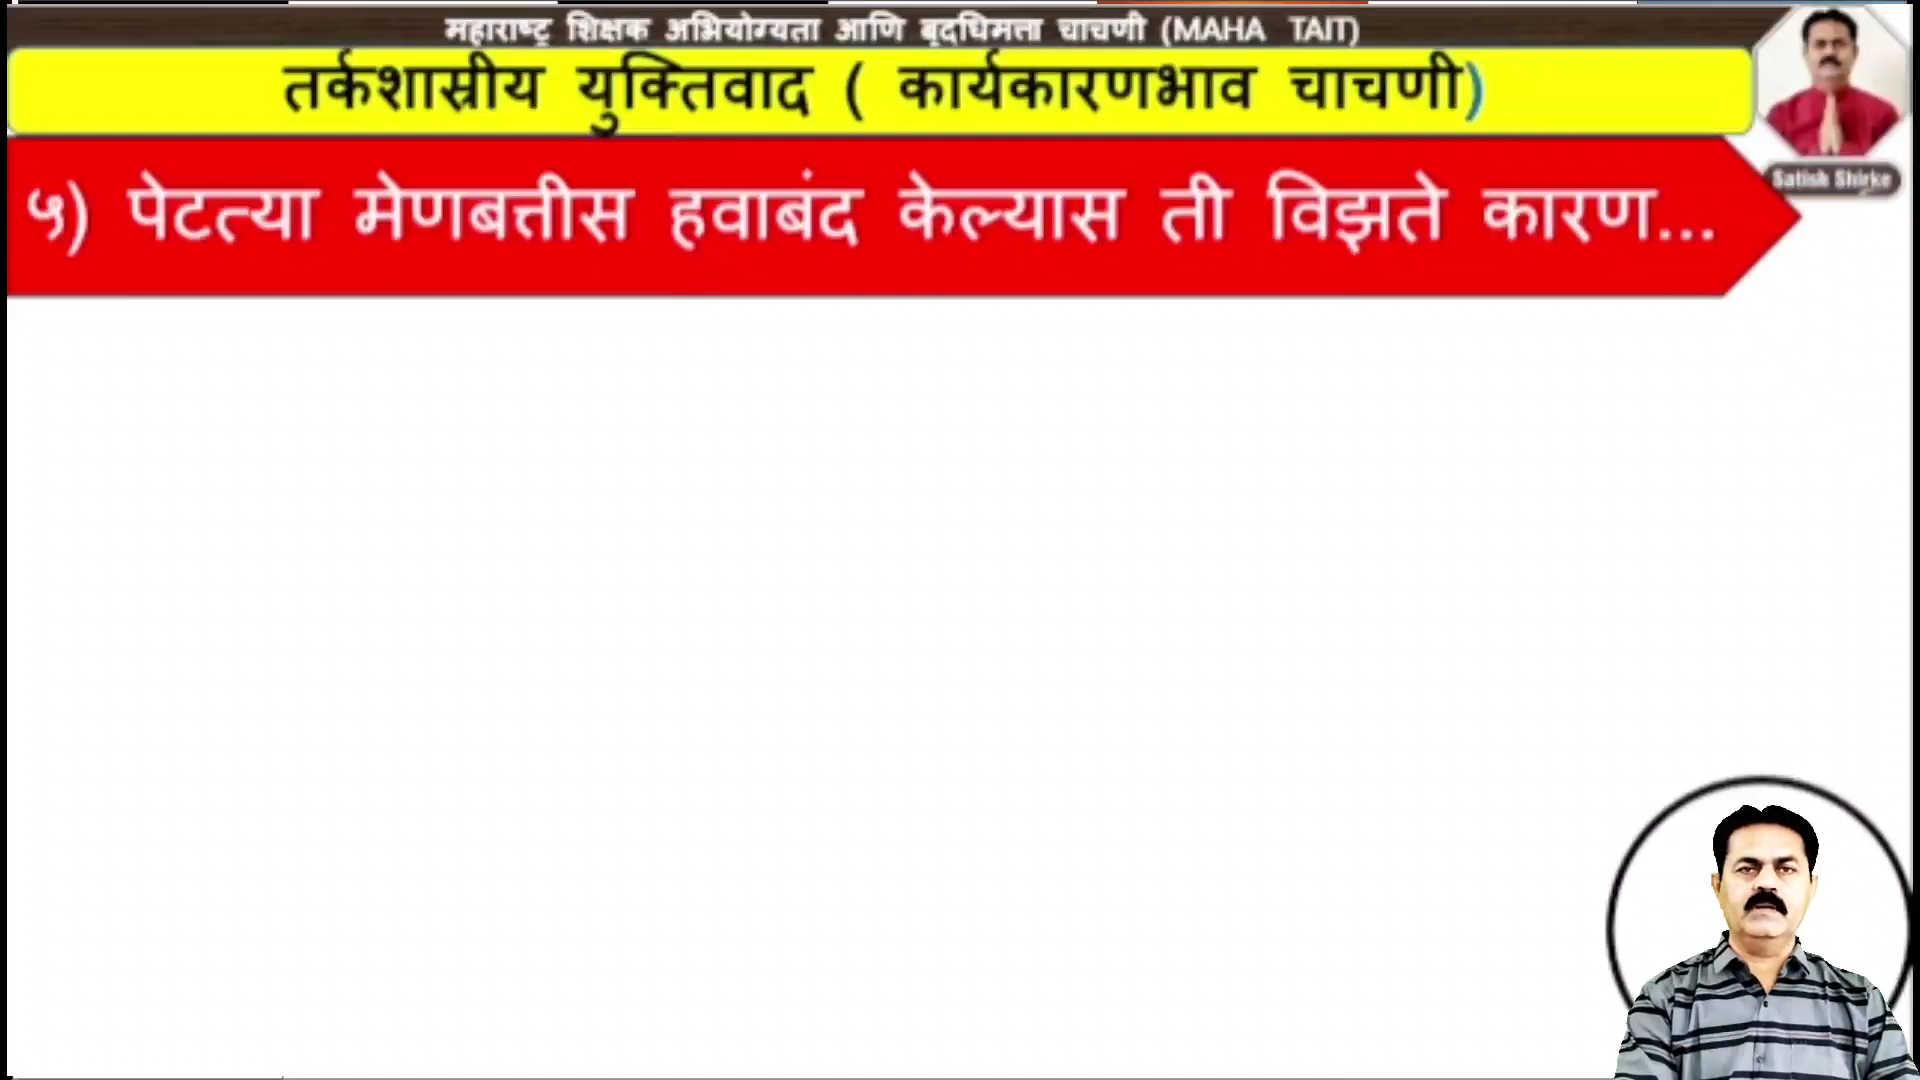 महाराष्ट्र शिक्षक अभियोग्यता आणि बुद्धिमत्ता चाचणी (MAHA TAIT)
तर्कशास्रीय युक्तिवाद ( कार्यकारणभाव चाचणी)
Satish Shirke
५) पेटत्या मेणबत्तीस हवाबंद केल्यास ती विझते कारण...